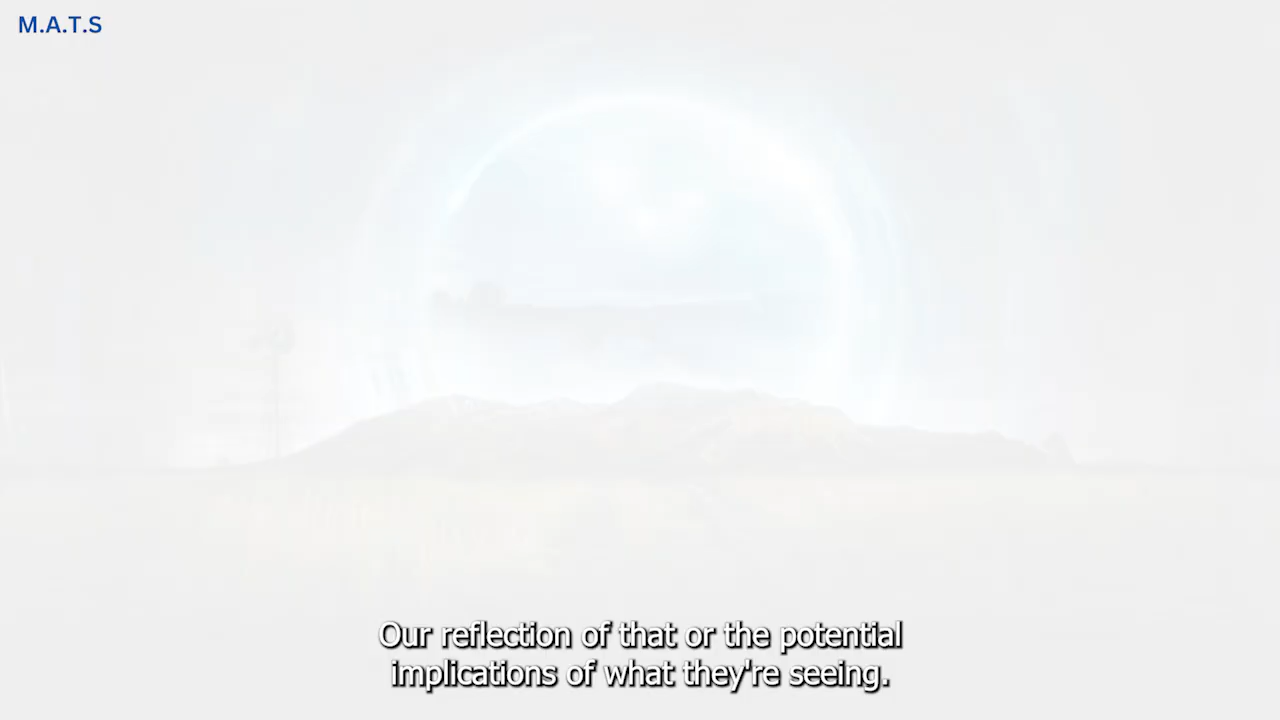 M.A.T.S
Our reflection of that or the potential
implications of what they're seeing.